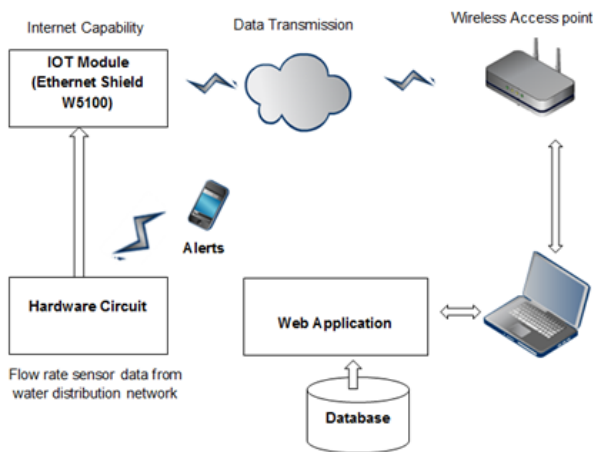 Internet Capability
Data Transmission
Wireless Access point
IOT Module
(Ethernet Shield
W5100)
Alerts
Hardware Circuit
Web Application
Flow rate sensor data from
water distribution network
Database